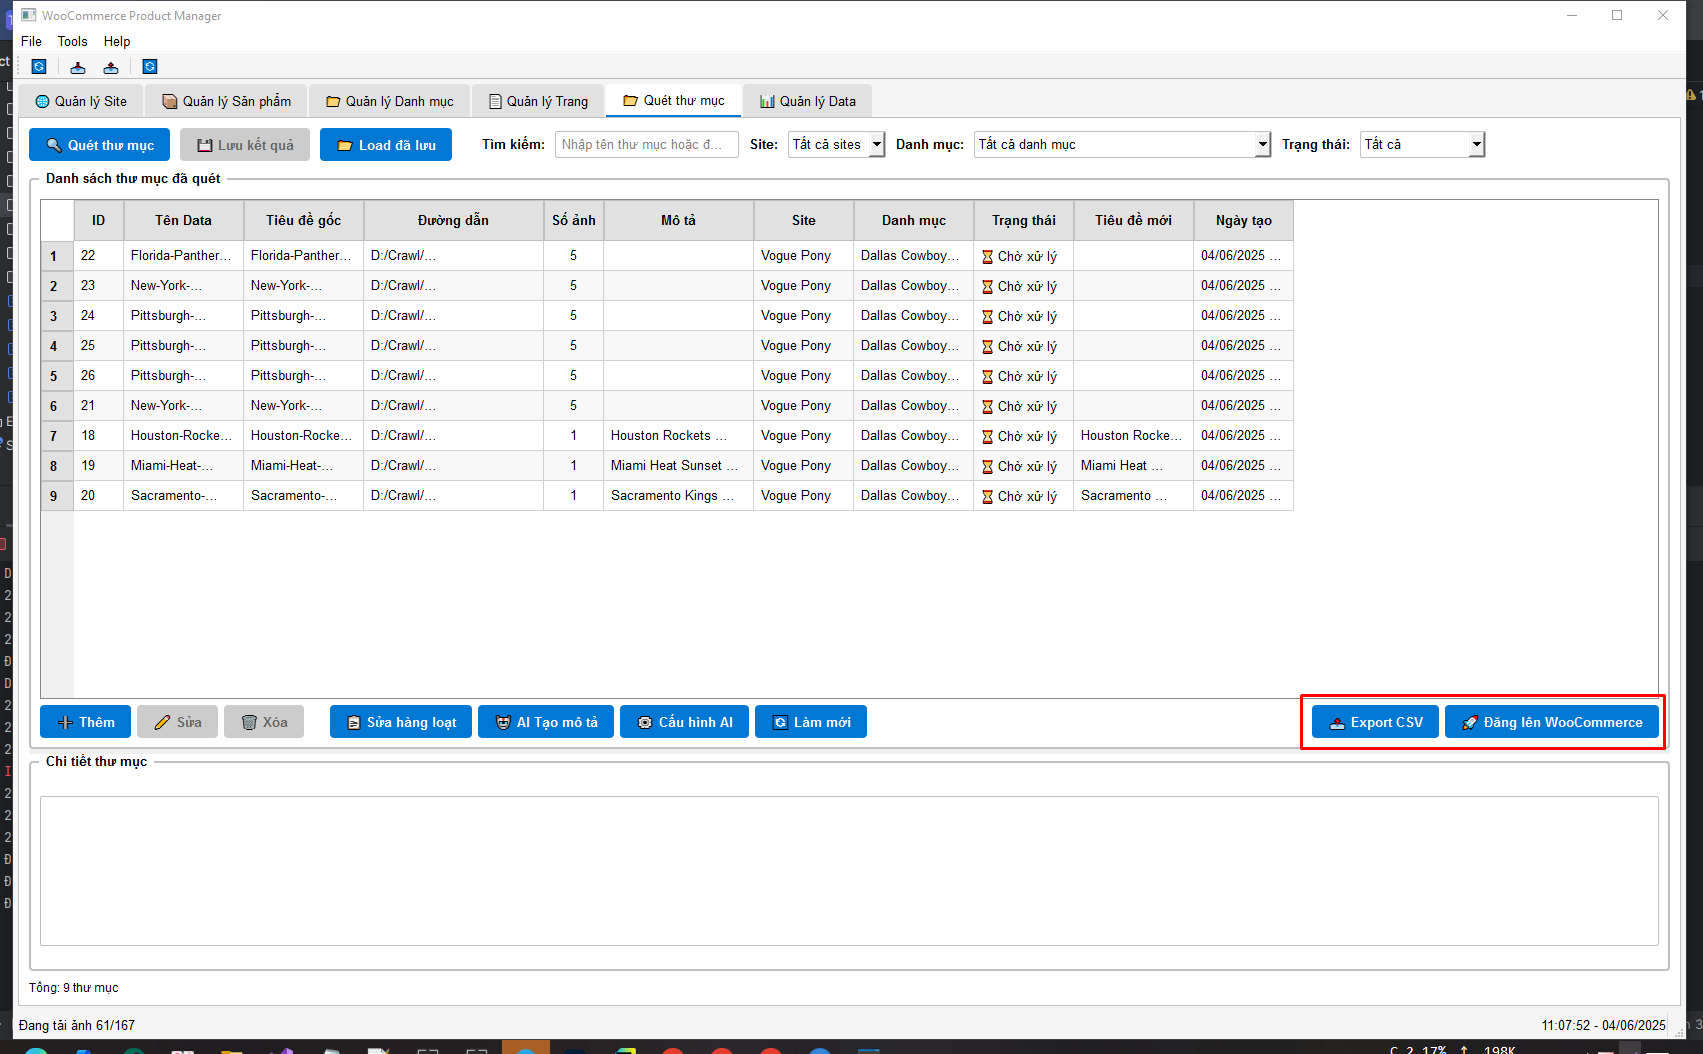 WooCommerce Product Manager
File Tools Help
Quản lý Site Quản lý Sản phẩm Quản lý Danh mục Quản lý Trang Quét thư mục Quản lý Data
Quét thư mục Lưu kết quả Load đã lưu Tìm kiếm: Nhập tên thư mục hoặc đ... Site: Tất cả sites Danh mục: Tất cả danh mục Trạng thái: Tất cả
Danh sách thư mục đã quét
ID Tên Data Tiêu đề gốc Đường dẫn Số ảnh Mô tả Site Danh mục Trạng thái Tiêu đề mới Ngày tạo
1 22 Florida-Panther... Florida-Panther... D:/Crawl/... 5 Vogue Pony Dallas Cowboy... Chờ xử lý 04/06/2025 ...
2 23 New-York-... New-York-... D:/Crawl/... 5 Vogue Pony Dallas Cowboy... Chờ xử lý 04/06/2025 ...
3 24 Pittsburgh-... Pittsburgh-... D:/Crawl/... 5 Vogue Pony Dallas Cowboy... Chờ xử lý 04/06/2025 ...
4 25 Pittsburgh-... Pittsburgh-... D:/Crawl/... 5 Vogue Pony Dallas Cowboy... Chờ xử lý 04/06/2025 ...
5 26 Pittsburgh-... Pittsburgh-... D:/Crawl/... 5 Vogue Pony Dallas Cowboy... Chờ xử lý 04/06/2025 ...
6 21 New-York-... New-York-... D:/Crawl/... 5 Vogue Pony Dallas Cowboy... Chờ xử lý 04/06/2025 ...
7 18 Houston-Rocke... Houston-Rocke... D:/Crawl/... 1 Houston Rockets ... Vogue Pony Dallas Cowboy... Chờ xử lý Houston Rocke... 04/06/2025 ...
8 19 Miami-Heat-... Miami-Heat-... D:/Crawl/... 1 Miami Heat Sunset ... Vogue Pony Dallas Cowboy... Chờ xử lý Miami Heat ... 04/06/2025 ...
9 20 Sacramento-... Sacramento-... D:/Crawl/... 1 Sacramento Kings ... Vogue Pony Dallas Cowboy... Chờ xử lý Sacramento ... 04/06/2025 ...
Thêm Sửa Xóa Sửa hàng loạt AI Tạo mô tả Cấu hình AI Làm mới Export CSV Đăng lên WooCommerce
Chi tiết thư mục
Tổng: 9 thư mục
Đang tải ảnh 61/167 11:07:52 - 04/06/2025